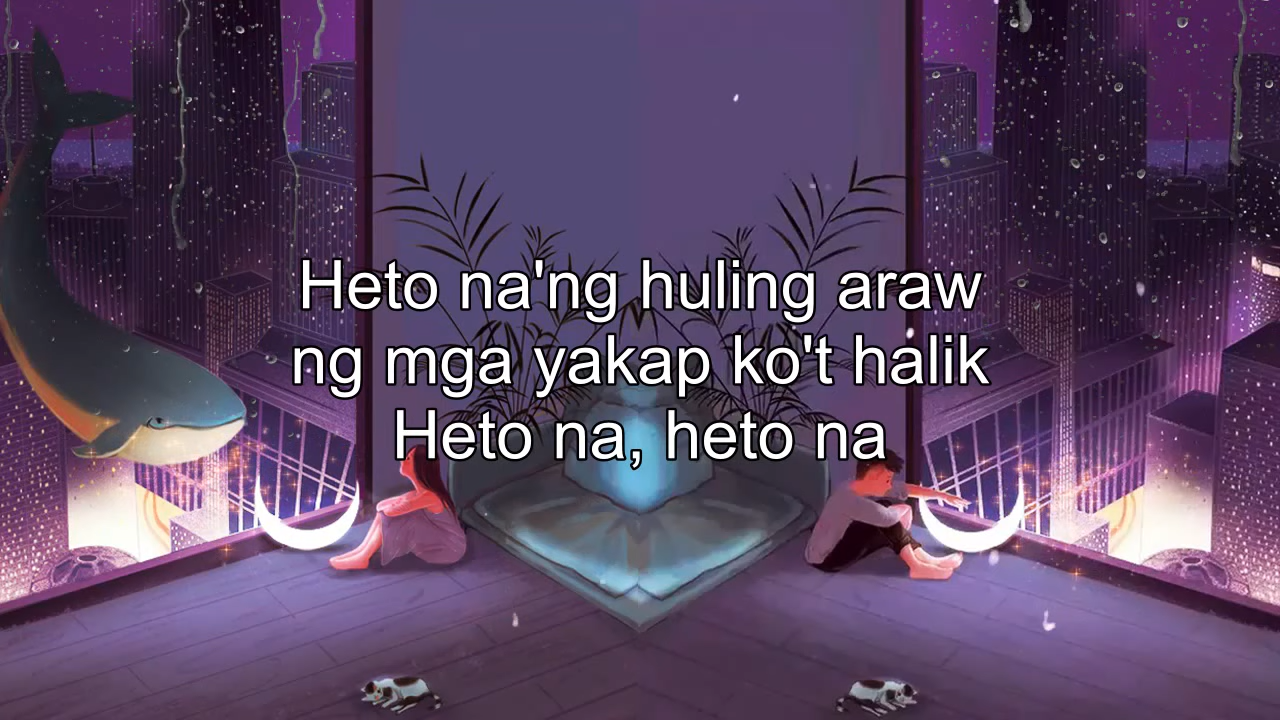 Heto na'ng huling araw
ng mga yakap ko't halik
Heto na, heto na